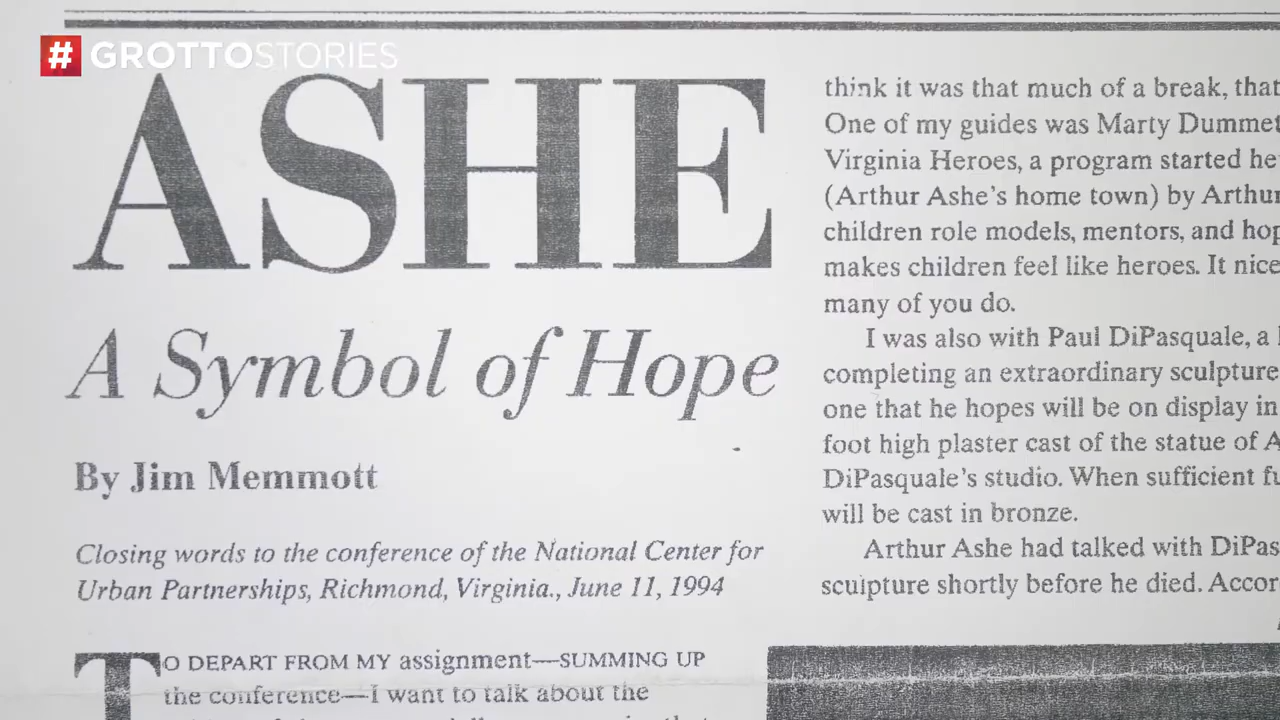 # GROTTOSTORIES
ASHE
A Symbol of Hope
By Jim Memmott
Closing words to the conference of the National Center for
Urban Partnerships, Richmond, Virginia., June 11, 1994
TO DEPART FROM MY assignment—SUMMING UP
the conference—I want to talk about the
think it was that much of a break, that
One of my guides was Marty Dummet
Virginia Heroes, a program started he
(Arthur Ashe's home town) by Arthur
children role models, mentors, and hop
makes children feel like heroes. It nice
many of you do.
I was also with Paul DiPasquale, a
completing an extraordinary sculpture
one that he hopes will be on display in
foot high plaster cast of the statue of A
DiPasquale's studio. When sufficient fu
will be cast in bronze.
Arthur Ashe had talked with DiPas
sculpture shortly before he died. Accor